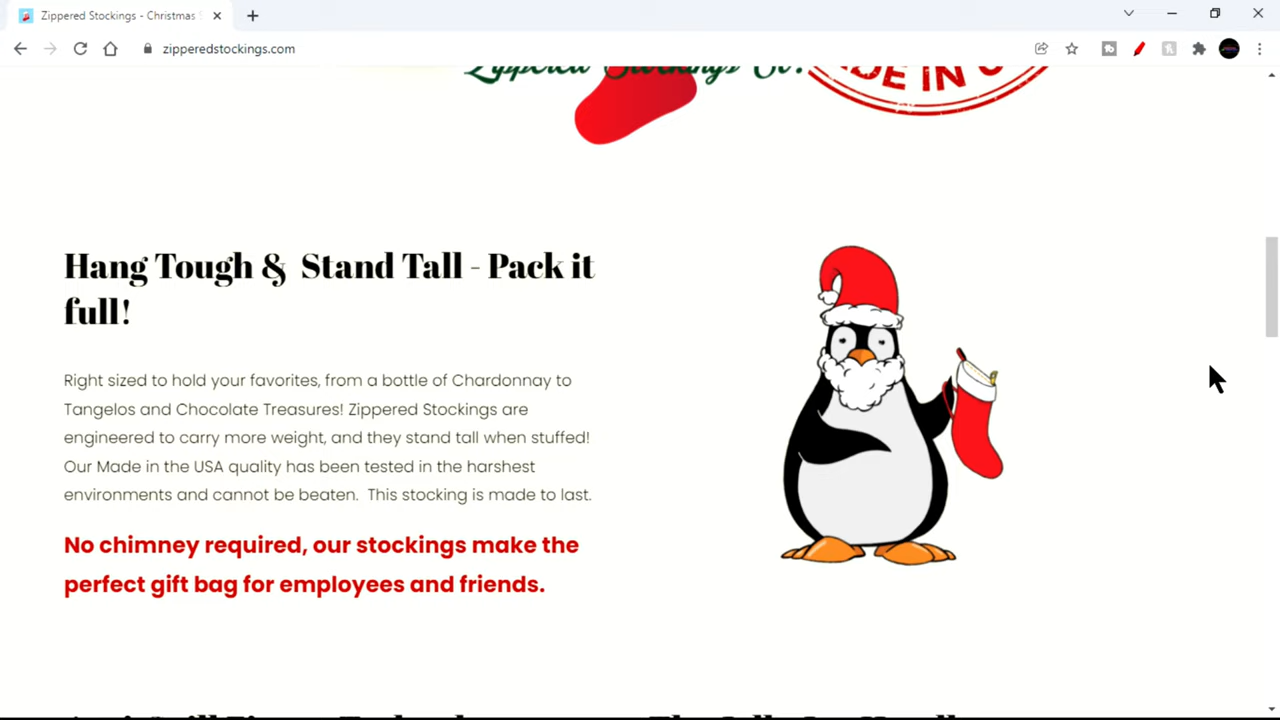 Zippered Stockings - Christmas
zipperedstockings.com
Zippered Stockings
Hang Tough & Stand Tall - Pack it
full!
Right sized to hold your favorites, from a bottle of Chardonnay to
Tangelos and Chocolate Treasures! Zippered Stockings are
engineered to carry more weight, and they stand tall when stuffed!
Our Made in the USA quality has been tested in the harshest
environments and cannot be beaten. This stocking is made to last.
No chimney required, our stockings make the
perfect gift bag for employees and friends.